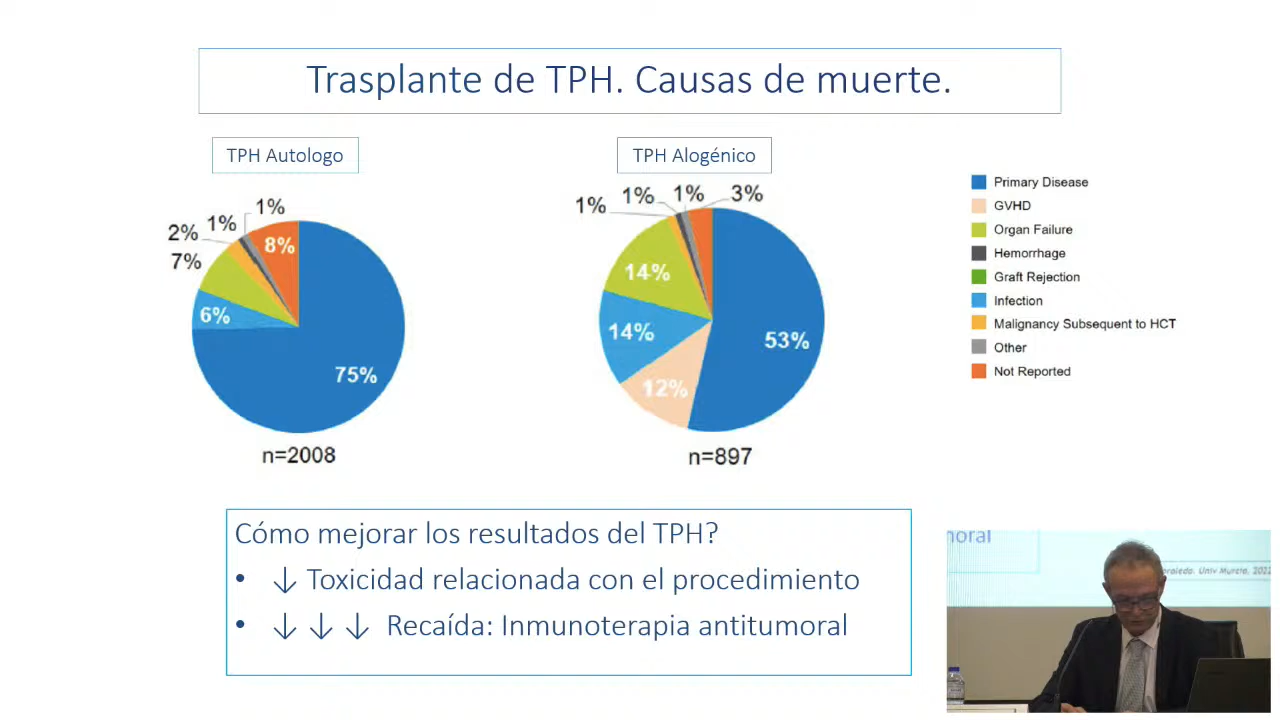 Trasplante de TPH. Causas de muerte.
TPH Autologo
TPH Alogénico
1%
1%
2%
7%
8%
6%
75%
n=2008
1%
1%
1%
3%
14%
14%
12%
53%
n=897
Primary Disease
GVHD
Organ Failure
Hemorrhage
Graft Rejection
Infection
Malignancy Subsequent to HCT
Other
Not Reported
Cómo mejorar los resultados del TPH?
• ↓ Toxicidad relacionada con el procedimiento
• ↓ ↓ ↓ Recaída: Inmunoterapia antitumoral
Univ Murcia, 2022